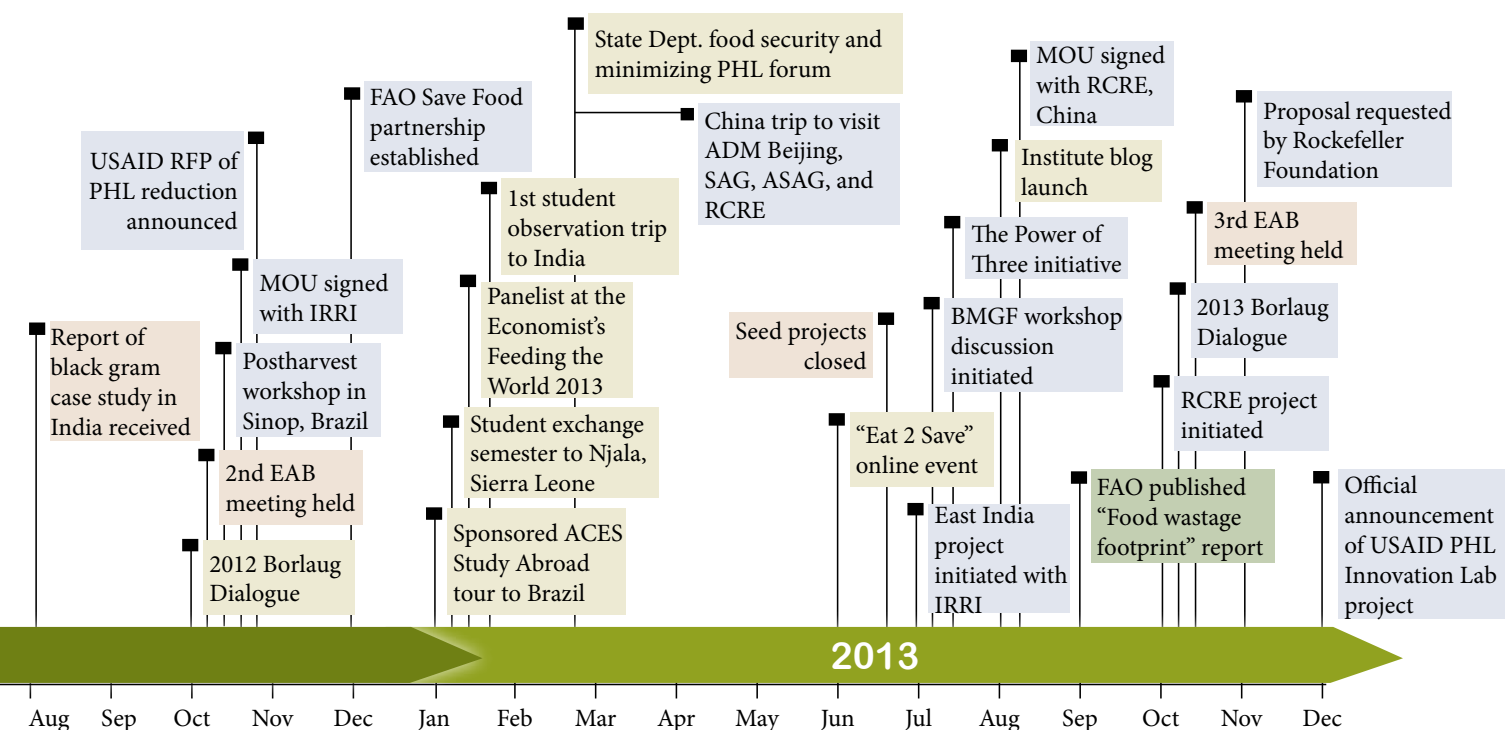 Report of
black gram
case study in
India received
2012 Borlaug
Dialogue
2nd EAB
meeting held
Postharvest
workshop in
Sinop, Brazil
MOU signed
with IRRI
USAID RFP of
PHL reduction
announced
FAO Save Food
partnership
established
Sponsored ACES
Study Abroad
tour to Brazil
Student exchange
semester to Njala,
Sierra Leone
Panelist at the
Economist’s
Feeding the
World 2013
1st student
observation trip
to India
State Dept. food security and
minimizing PHL forum
China trip to visit
ADM Beijing,
SAG, ASAG, and
RCRE
“Eat 2 Save”
online event
Seed projects
closed
East India
project
initiated with
IRRI
BMGF workshop
discussion
initiated
The Power of
Three initiative
Institute blog
launch
MOU signed
with RCRE,
China
FAO published
“Food wastage
footprint” report
RCRE project
initiated
2013 Borlaug
Dialogue
3rd EAB
meeting held
Proposal requested
by Rockefeller
Foundation
Official
announcement
of USAID PHL
Innovation Lab
project
2013
Aug Sep Oct Nov Dec Jan Feb Mar Apr May Jun Jul Aug Sep Oct Nov Dec